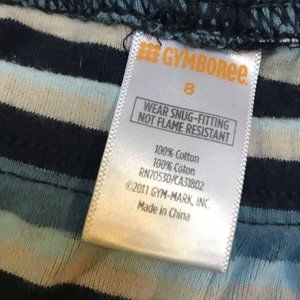 GYMBOREE
8
WEAR SNUG-FITTING
NOT FLAME RESISTANT
100% Cotton
100% Coton
RN70530/CA31802
©2011 GYM-MARK, INC.
Made in China